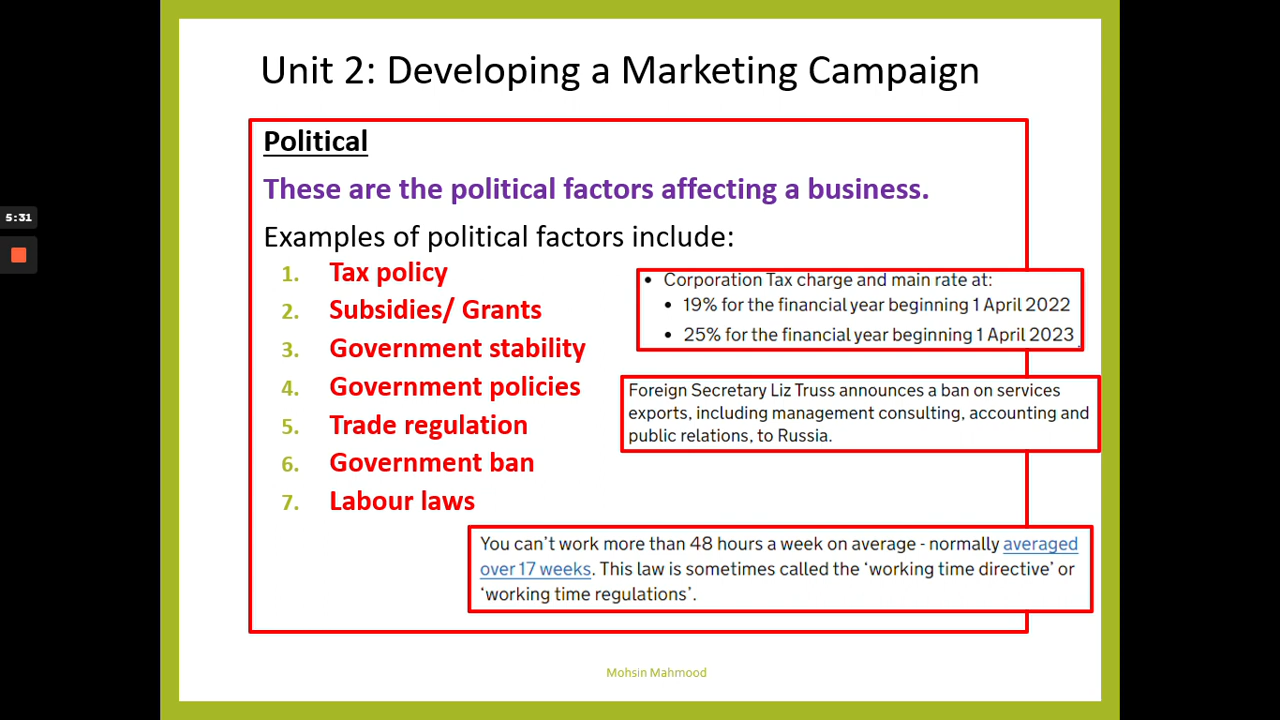 Unit 2: Developing a Marketing Campaign
Political
These are the political factors affecting a business.
Examples of political factors include:
1. Tax policy
2. Subsidies/ Grants
3. Government stability
4. Government policies
5. Trade regulation
6. Government ban
7. Labour laws
• Corporation Tax charge and main rate at:
• 19% for the financial year beginning 1 April 2022
• 25% for the financial year beginning 1 April 2023
Foreign Secretary Liz Truss announces a ban on services
exports, including management consulting, accounting and
public relations, to Russia.
You can’t work more than 48 hours a week on average - normally averaged
over 17 weeks. This law is sometimes called the ‘working time directive’ or
‘working time regulations’.
Mohsin Mahmood
5:31